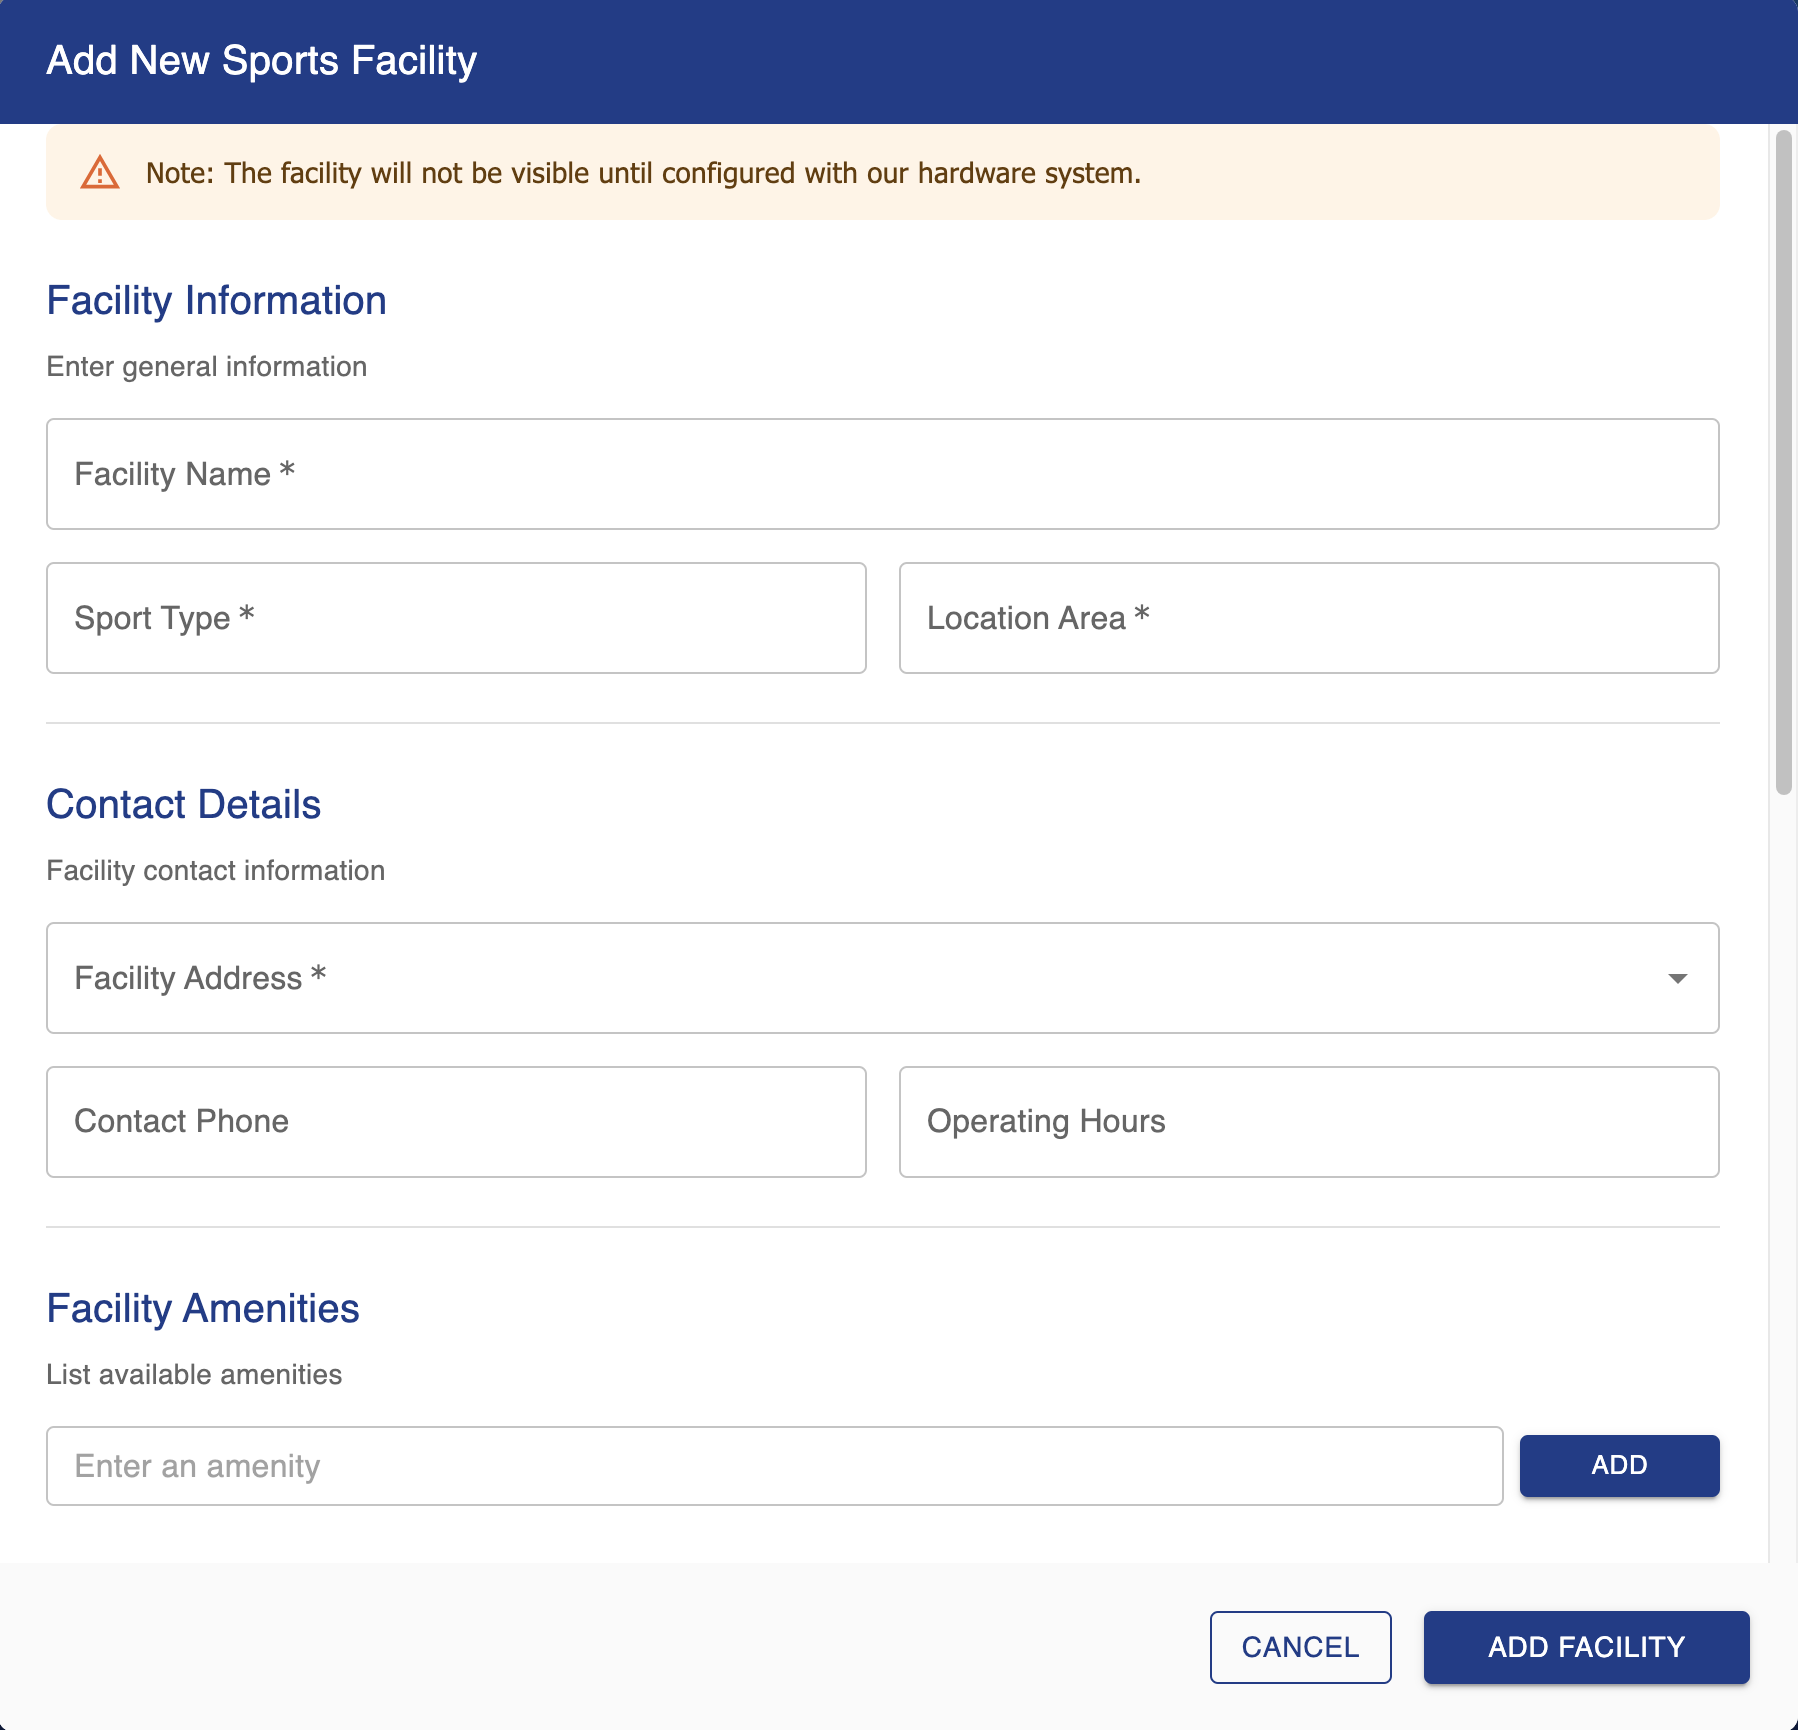 Add New Sports Facility
Note: The facility will not be visible until configured with our hardware system.
Facility Information
Enter general information
Facility Name *
Sport Type *
Location Area *
Contact Details
Facility contact information
Facility Address *
Contact Phone
Operating Hours
Facility Amenities
List available amenities
Enter an amenity
ADD
CANCEL
ADD FACILITY